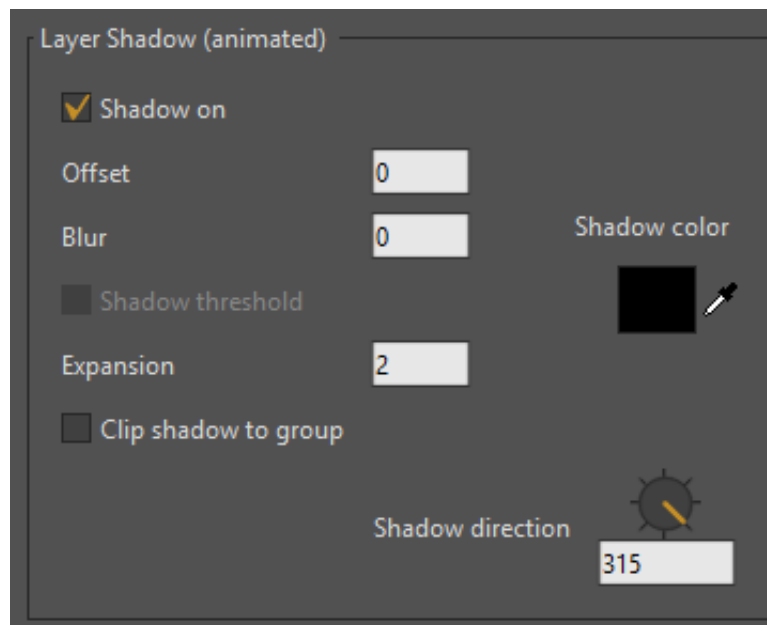 Layer Shadow (animated)
Shadow on
Offset 0
Blur 0
Shadow color
Shadow threshold
Expansion 2
Clip shadow to group
Shadow direction
315